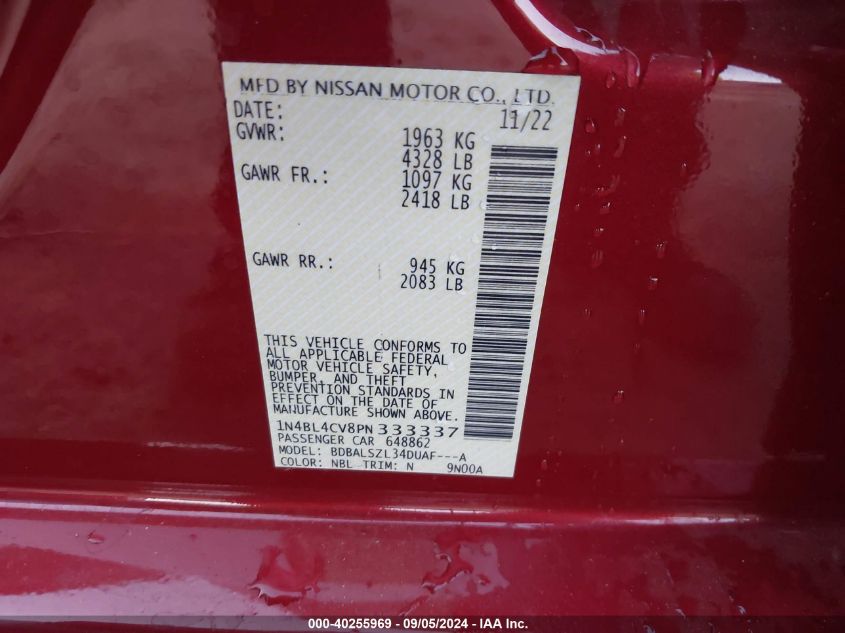 MFD BY NISSAN MOTOR CO., LTD.
DATE: 11/22
GVWR: 1963 KG
4328 LB
GAWR FR.: 1097 KG
2418 LB
GAWR RR.: 945 KG
2083 LB
THIS VEHICLE CONFORMS TO
ALL APPLICABLE FEDERAL
MOTOR VEHICLE SAFETY,
BUMPER, AND THEFT
PREVENTION STANDARDS IN
EFFECT ON THE DATE OF
MANUFACTURE SHOWN ABOVE.
1N4BL4CV8PN333337
PASSENGER CAR 648862
MODEL: BDBALSZL34DUAF---A
COLOR: NBL TRIM: N 9N00A
000-40255969 - 09/05/2024 - IAA Inc.